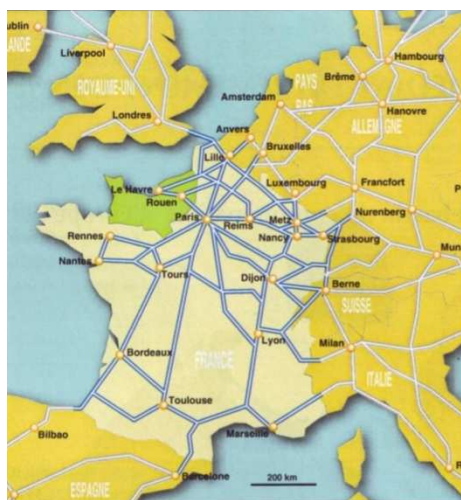 ublin
LANDE
Liverpool
ROYAUME-UNI
Londres
Hambourg
Brême
PAYS
BAS
Amsterdam
Hanovre
ALLEMAGNE
Anvers
Bruxelles
Lille
Le Havre
Rouen
Luxembourg
Francfort
Paris
Reims
Metz
Nurenberg
Nancy
Strasbourg
Rennes
Nantes
Tours
Dijon
Berne
Mun
SUISSE
Lyon
Milan
Bordeaux
FRANCE
ITALIE
Toulouse
Marseille
Bilbao
Barcelone
ESPAGNE
200 km
R